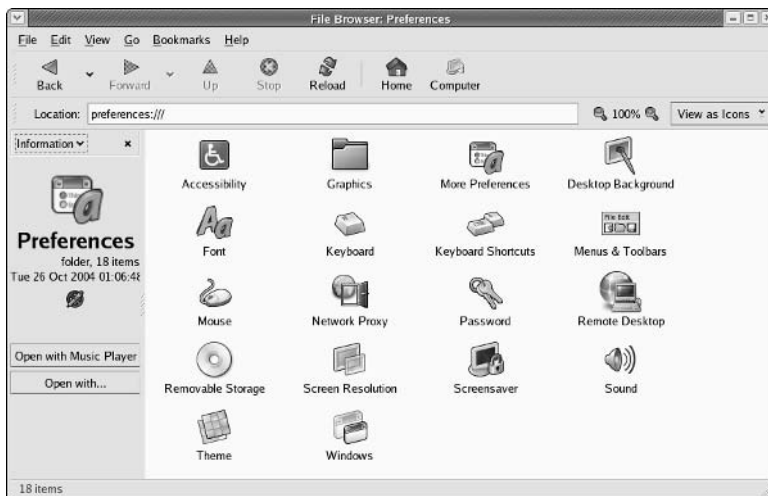 File Browser: Preferences
File Edit View Go Bookmarks Help
Back Forward Up Stop Reload Home Computer
Location: preferences:/// 100% View as Icons
Information
Preferences
folder, 18 items
Tue 26 Oct 2004 01:06:48
Open with Music Player
Open with...
Accessibility Graphics More Preferences Desktop Background
Font Keyboard Keyboard Shortcuts Menus & Toolbars
Mouse Network Proxy Password Remote Desktop
Removable Storage Screen Resolution Screensaver Sound
Theme Windows
18 items